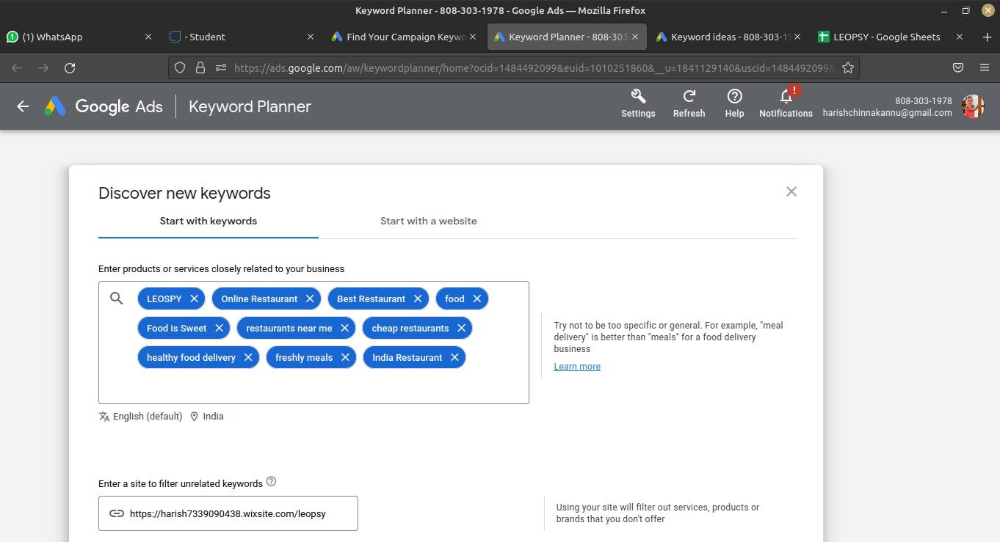 Keyword Planner - 808-303-1978 - Google Ads — Mozilla Firefox
(1) WhatsApp
- Student
Find Your Campaign Keywo
Keyword Planner - 808-303
Keyword ideas - 808-303-19
LEOPSY - Google Sheets
https://ads.google.com/aw/keywordplanner/home?ocid=1484492099&euid=1010251860&__u=1841129140&uscid=1484492099&
Google Ads
Keyword Planner
Settings
Refresh
Help
Notifications
808-303-1978
harishchinnakannu@gmail.com
Discover new keywords
Start with keywords
Start with a website
Enter products or services closely related to your business
LEOSPY
Online Restaurant
Best Restaurant
food
Food is Sweet
restaurants near me
cheap restaurants
healthy food delivery
freshly meals
India Restaurant
Try not to be too specific or general. For example, "meal
delivery" is better than "meals" for a food delivery
business
Learn more
English (default)
India
Enter a site to filter unrelated keywords
https://harish7339090438.wixsite.com/leopsy
Using your site will filter out services, products or
brands that you don't offer